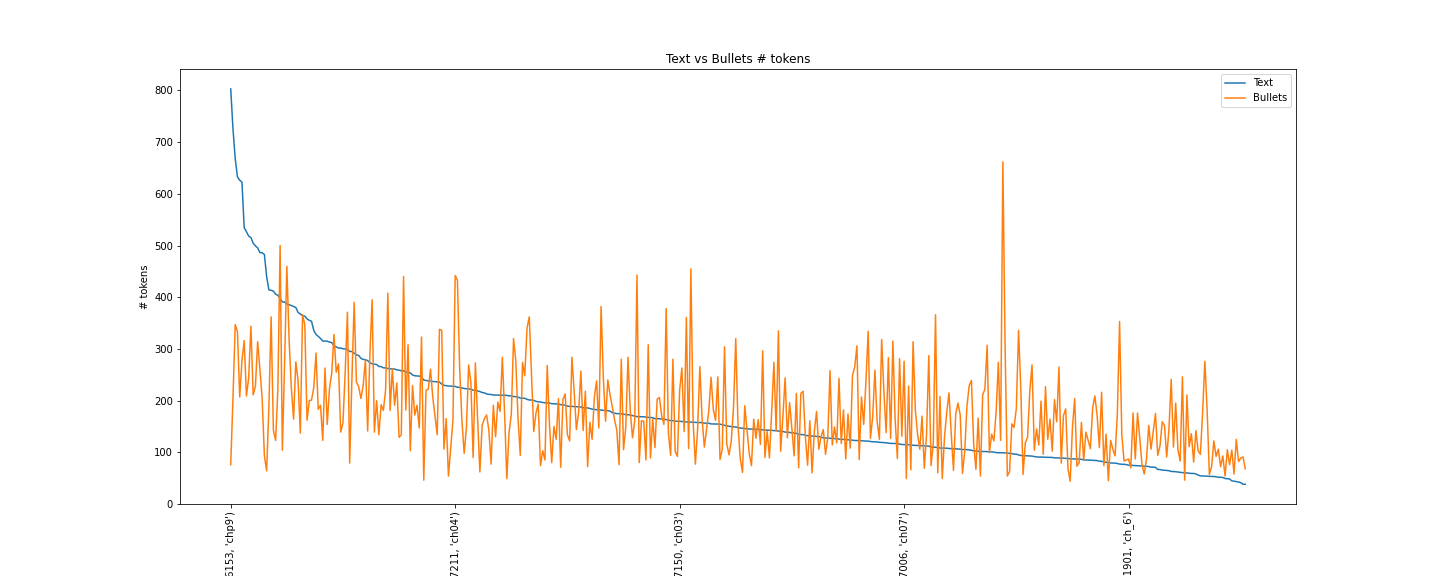 Text vs Bullets # tokens
Text
Bullets
# tokens
800
700
600
500
400
300
200
100
0
6153, 'chp9')
7211, 'ch04')
7150, 'ch03')
7006, 'ch07')
1901, 'ch_6')